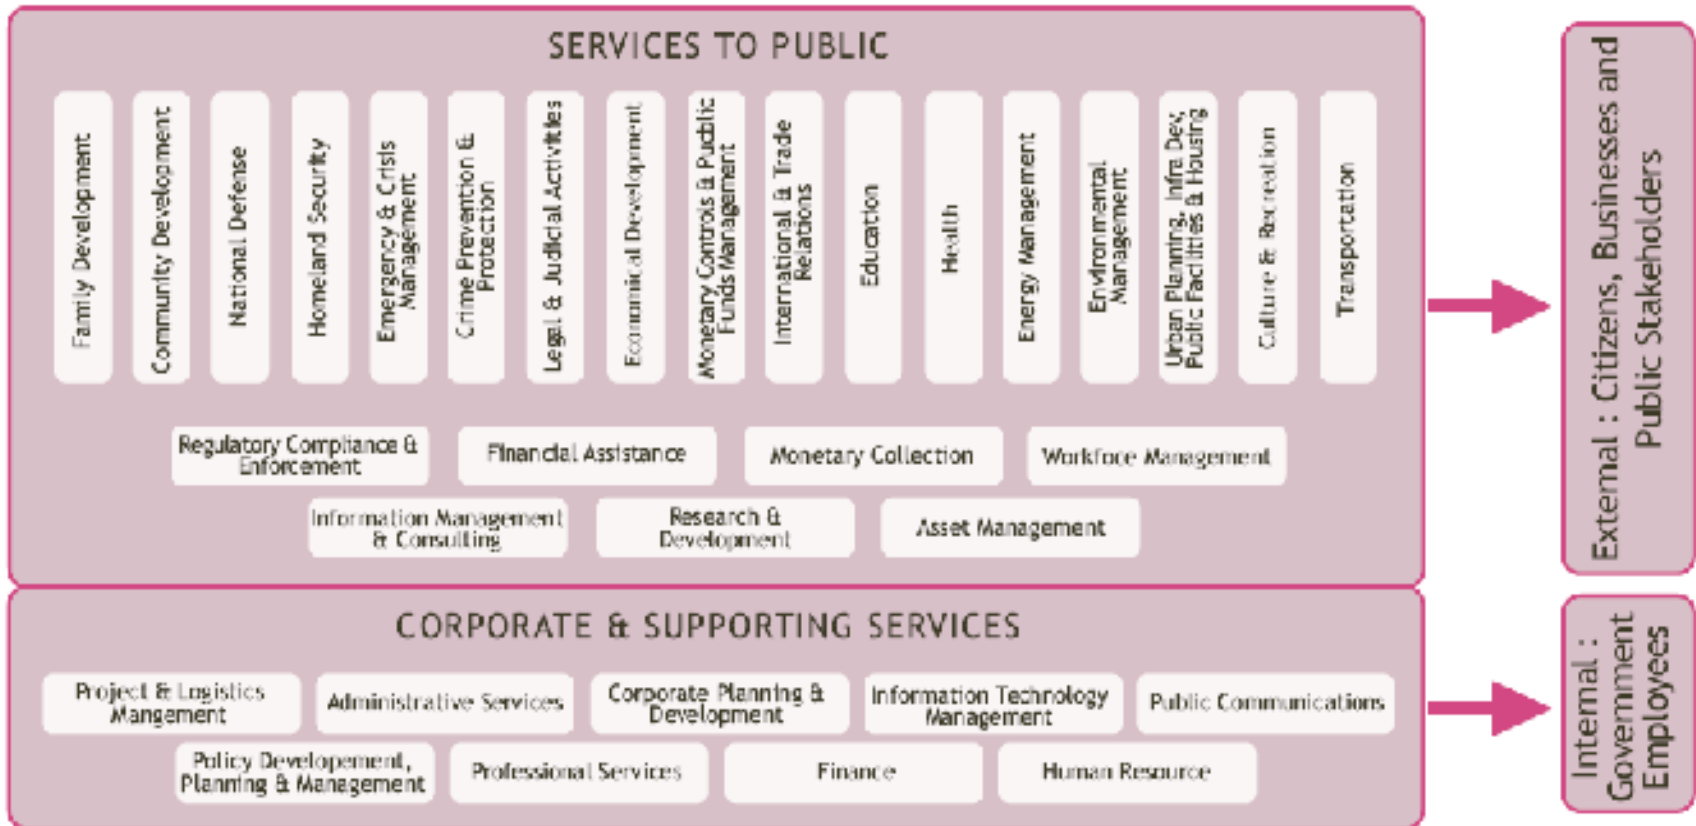 SERVICES TO PUBLIC
Family Development
Community Development
National Defense
Homeland Security
Emergency & Crisis
Management
Crime Prevention &
Protection
Legal & Judicial Activities
Economical Development
Monetary Controls & Public
Funds Management
International & Trade
Relations
Education
Health
Energy Management
Environmental
Management
Urban Planning, Infra Dev,
Public Facilities & Housing
Culture & Recreation
Transportation
Regulatory Compliance &
Enforcement
Financial Assistance
Monetary Collection
Workfoce Management
Information Management
& Consulting
Research &
Development
Asset Management
External : Citizens, Businesses and
Public Stakeholders
CORPORATE & SUPPORTING SERVICES
Project & Logistics
Mangement
Administrative Services
Corporate Planning &
Development
Information Technology
Management
Public Communications
Policy Developement,
Planning & Management
Professional Services
Finance
Human Resource
Internal :
Government
Employees